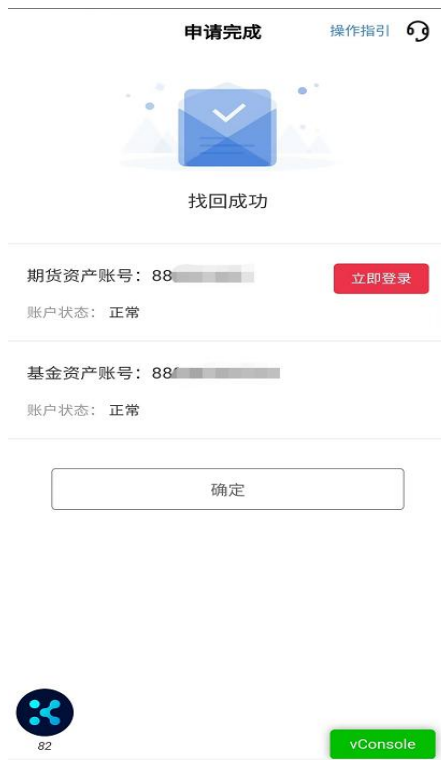 申请完成 操作指引
找回成功
期货资产账号：88 立即登录
账户状态： 正常
基金资产账号：88
账户状态： 正常
确定
82
vConsole